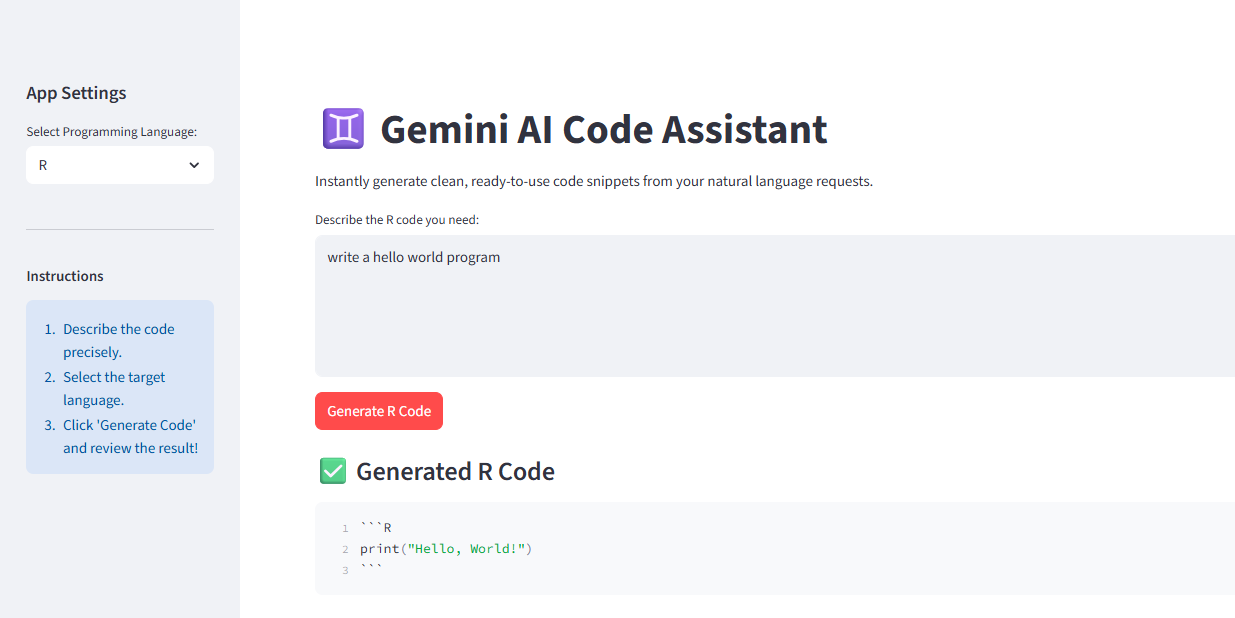 App Settings
Select Programming Language:
R
Instructions
1. Describe the code
precisely.
2. Select the target
language.
3. Click 'Generate Code'
and review the result!
♊ Gemini AI Code Assistant
Instantly generate clean, ready-to-use code snippets from your natural language requests.
Describe the R code you need:
write a hello world program
Generate R Code
✅ Generated R Code
1 ```R
2 print("Hello, World!")
3 ```